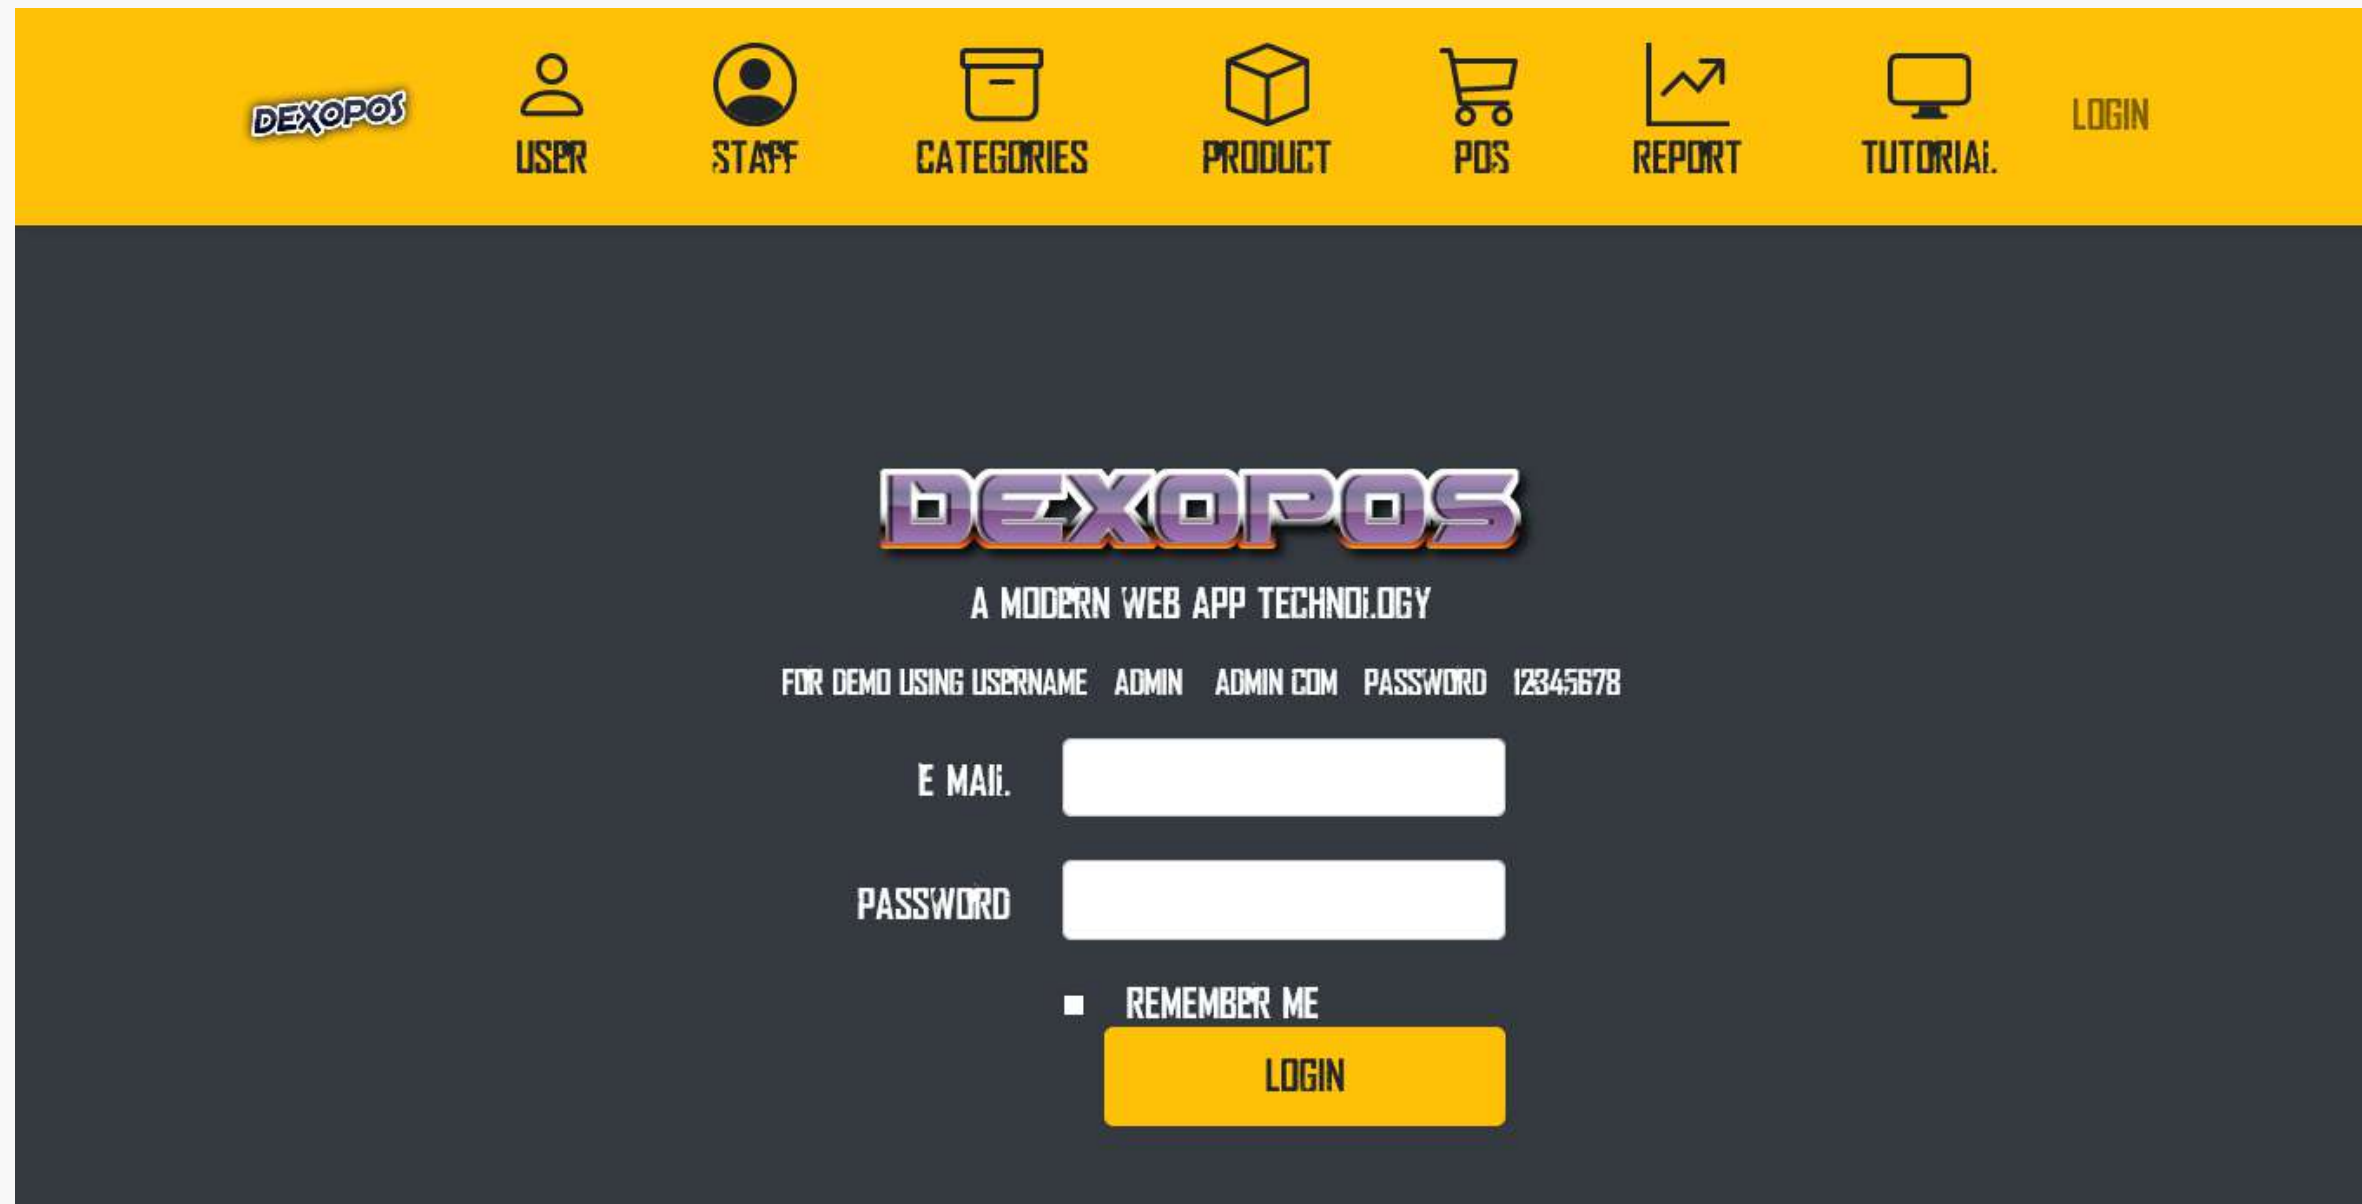 DEXOPOS
USER
STAFF
CATEGORIES
PRODUCT
POS
REPORT
TUTORIAL
LOGIN
DEXOPOS
A MODERN WEB APP TECHNOLOGY
FOR DEMO USING USERNAME ADMIN ADMIN COM PASSWORD 12345678
E MAIL
PASSWORD
REMEMBER ME
LOGIN